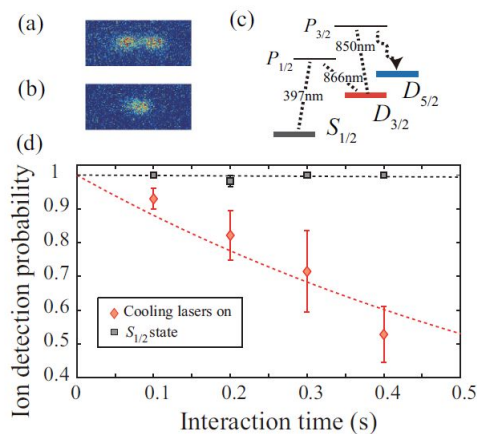 (a)
(b)
(c)
P3/2
P1/2
850nm
866nm
397nm
D5/2
D3/2
S1/2
(d)
Ion detection probability
1
0.9
0.8
0.7
0.6
0.5
0.4
Cooling lasers on
S1/2 state
0 0.1 0.2 0.3 0.4 0.5
Interaction time (s)